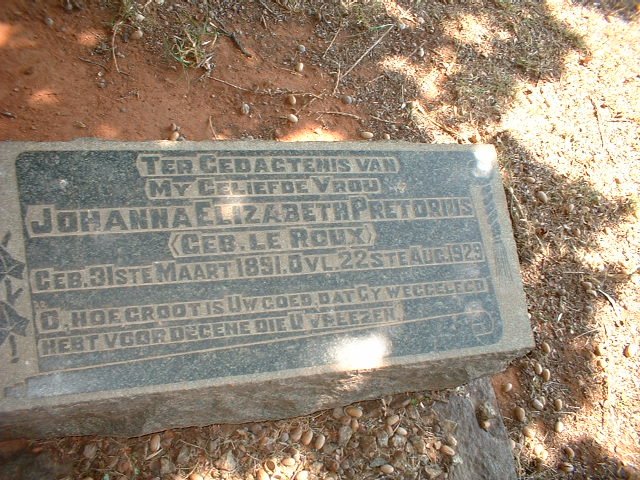 TER GEDACTENIS VAN
MY GELIEFDE VROU
JOHANNA ELIZABETH PRETORIUS
(GEB. LE ROUX)
GEB. 31STE MAART 1891. OVL. 22STE AUG. 1929
O, HOE GROOT IS UW GOED, DAT GY WEGGELEGD
HEBT VOOR DEGENE DIE U VREEZEN